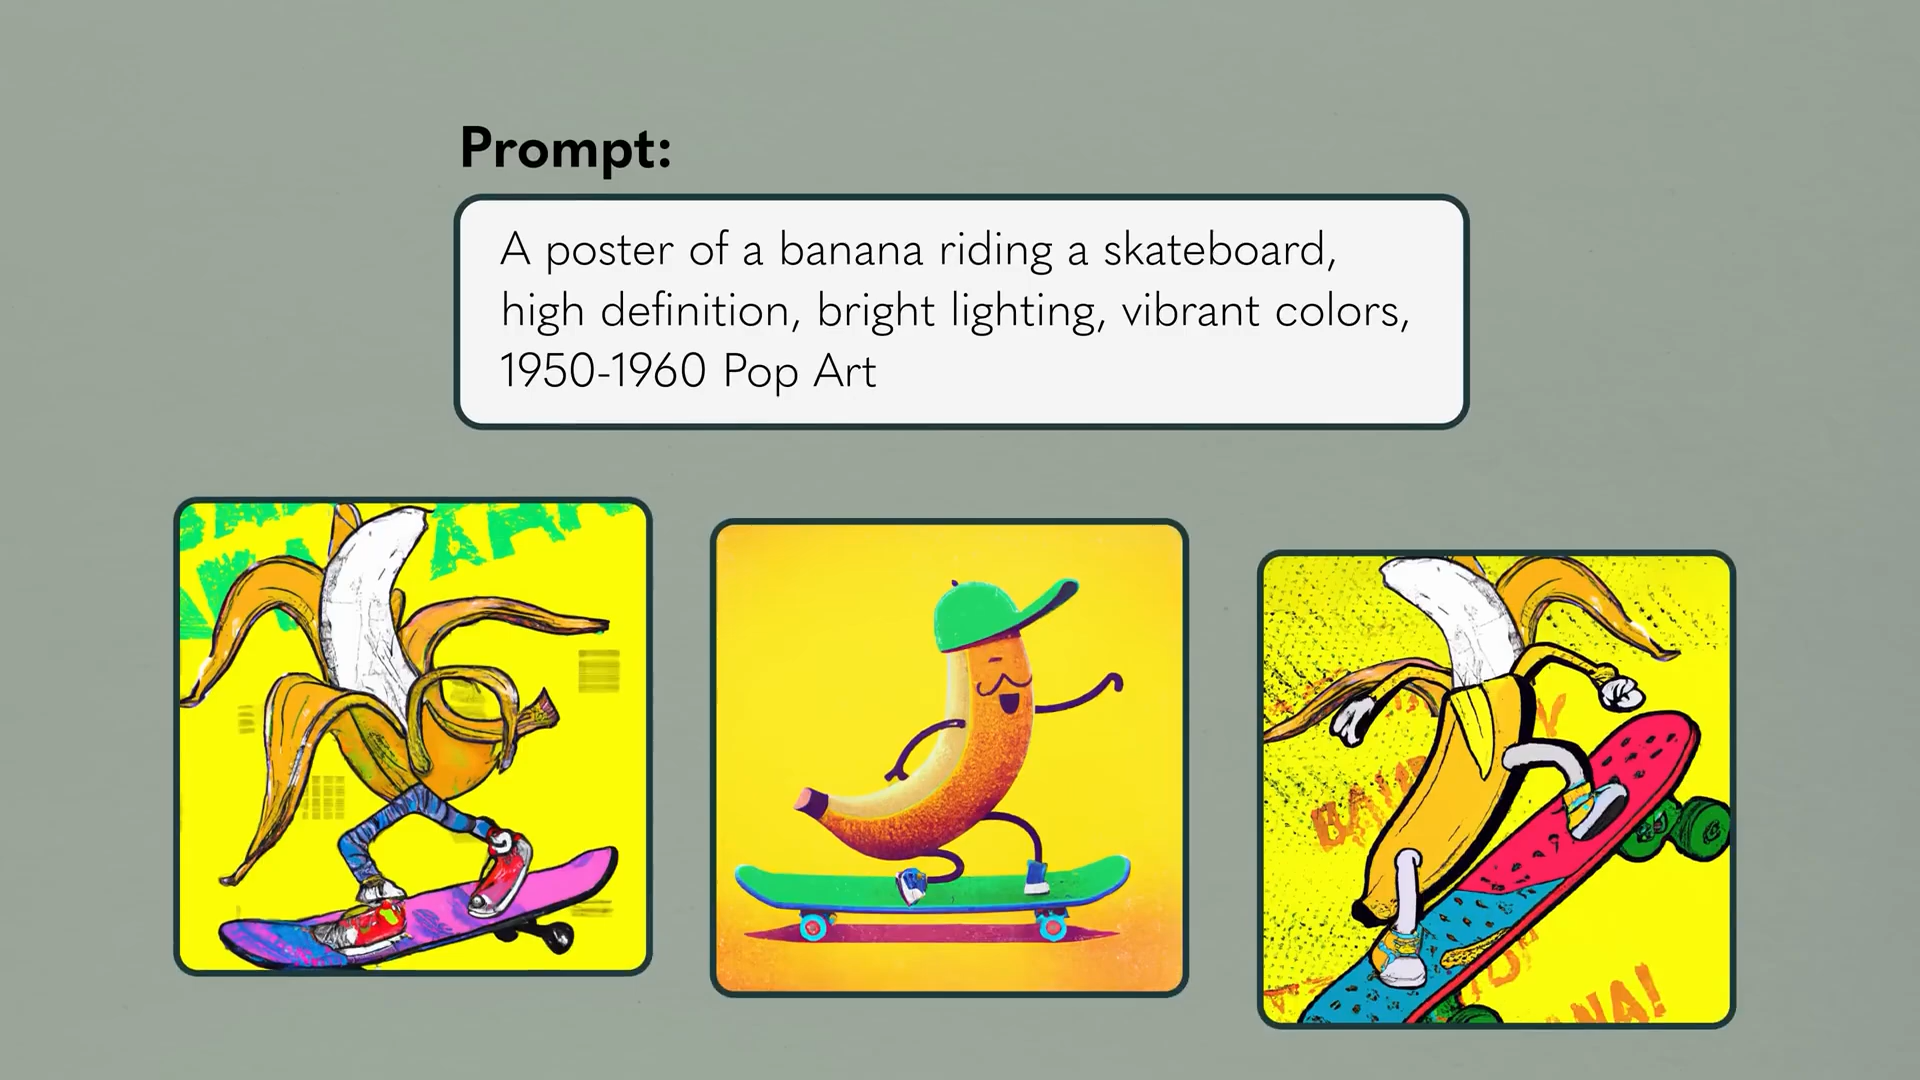 Prompt:
A poster of a banana riding a skateboard,
high definition, bright lighting, vibrant colors,
1950-1960 Pop Art